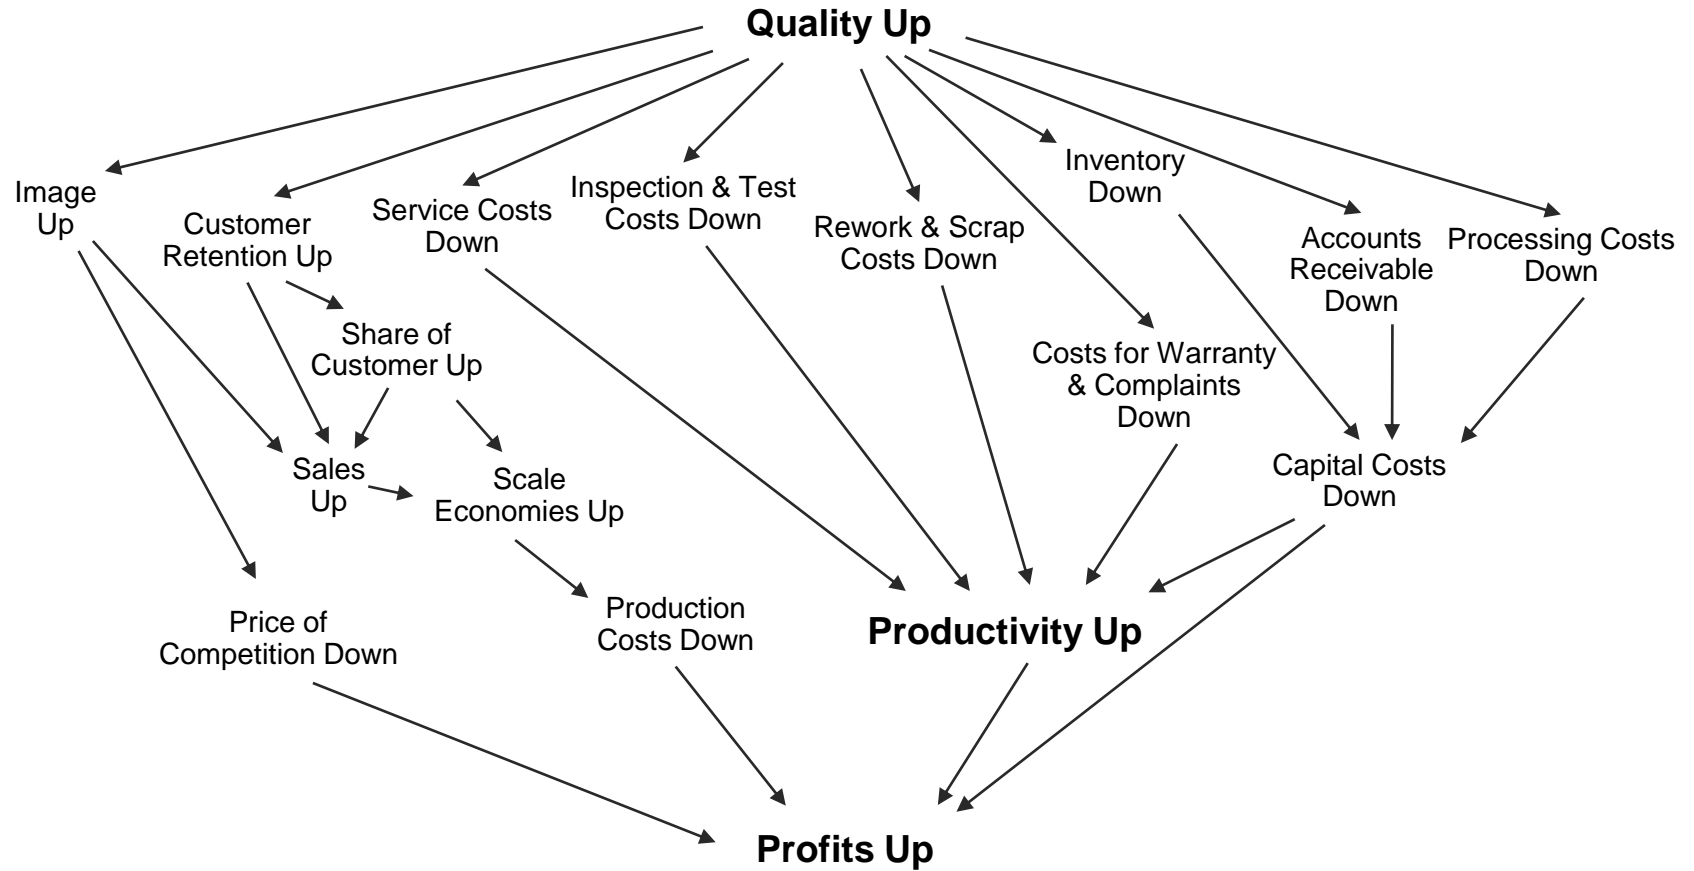 Quality Up
Image
Up
Customer
Retention Up
Service Costs
Down
Inspection & Test
Costs Down
Rework & Scrap
Costs Down
Inventory
Down
Accounts
Receivable
Down
Processing Costs
Down
Share of
Customer Up
Costs for Warranty
& Complaints
Down
Sales
Up
Scale
Economies Up
Capital Costs
Down
Price of
Competition Down
Production
Costs Down
Productivity Up
Profits Up